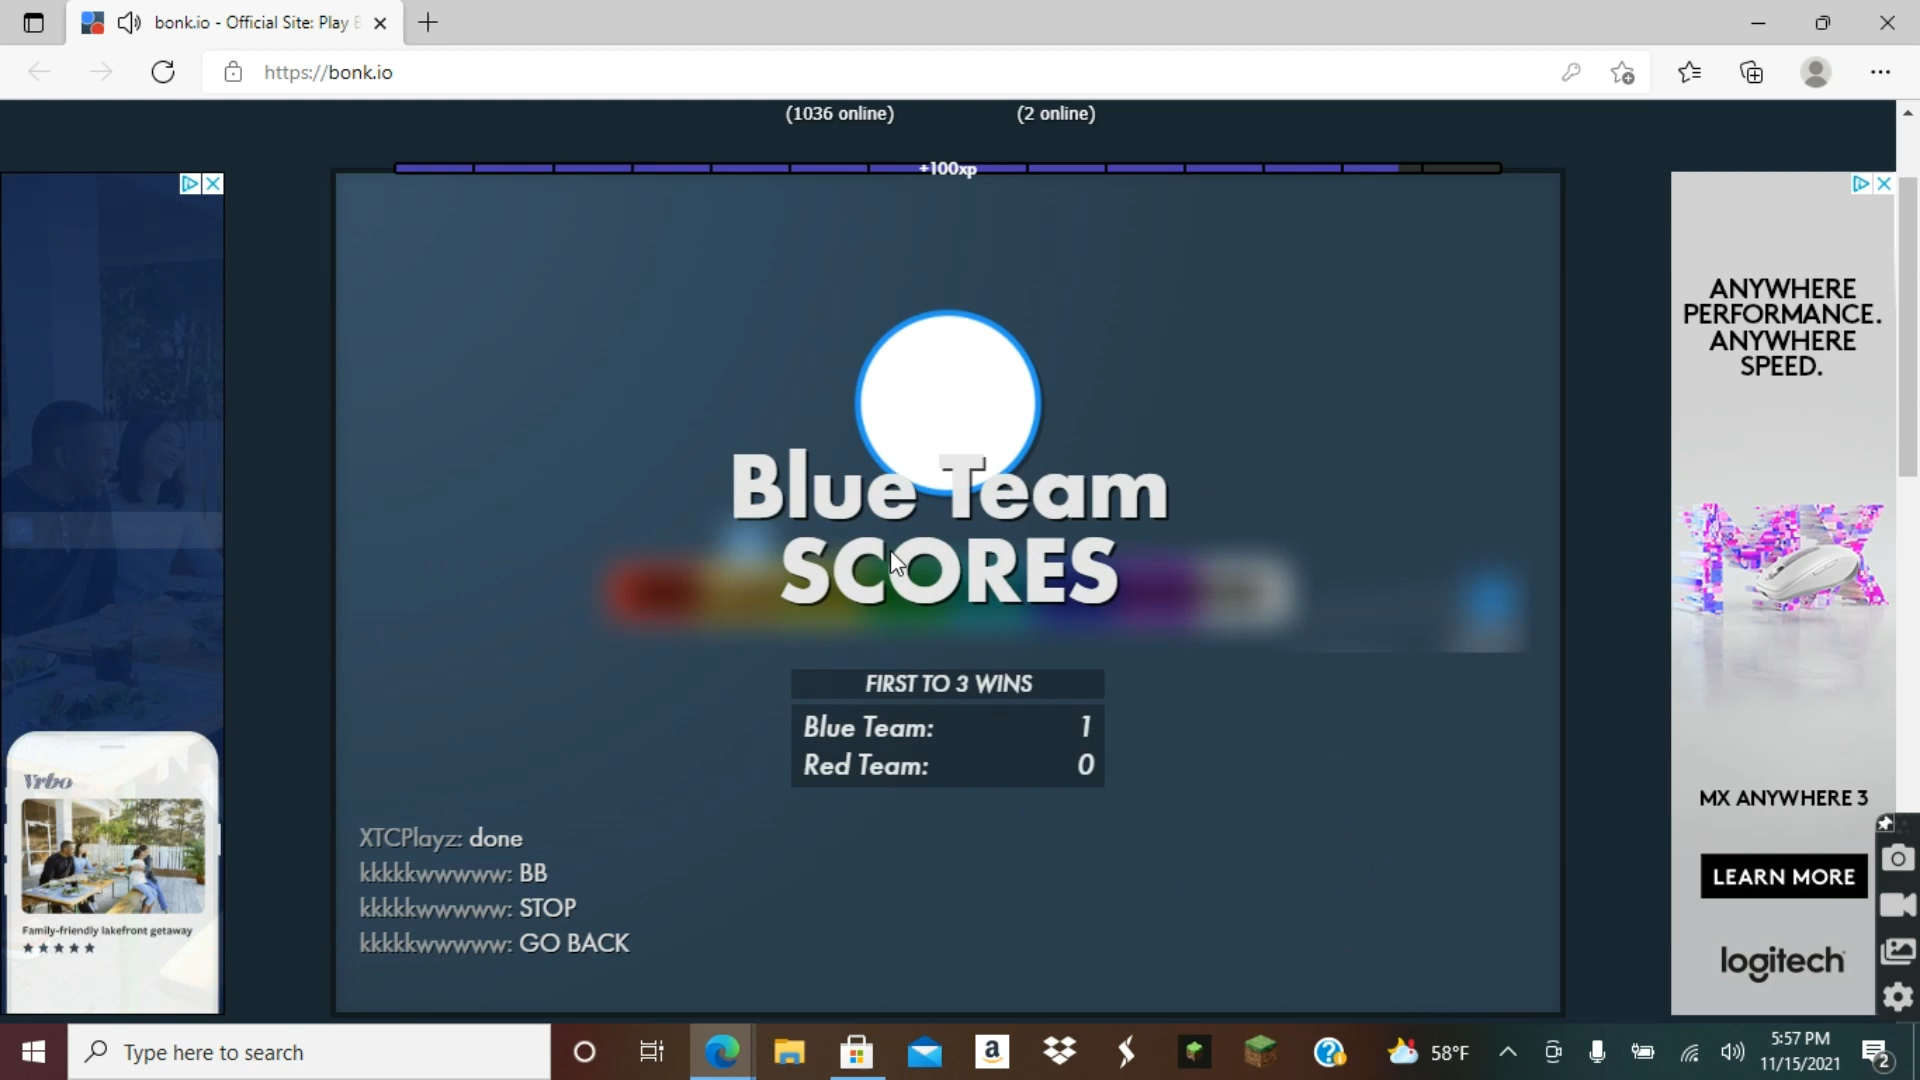 bonk.io - Official Site: Play B
https://bonk.io
(1036 online) (2 online)
+100xp
Blue Team
SCORES
FIRST TO 3 WINS
Blue Team: 1
Red Team: 0
XTCPlayz: done
kkkkkwwwww: BB
kkkkkwwwww: STOP
kkkkkwwwww: GO BACK
Vrbo
Family-friendly lakefront getaway
ANYWHERE
PERFORMANCE.
ANYWHERE
SPEED.
MX
MX ANYWHERE 3
LEARN MORE
logitech
Type here to search
58°F
5:57 PM
11/15/2021
2